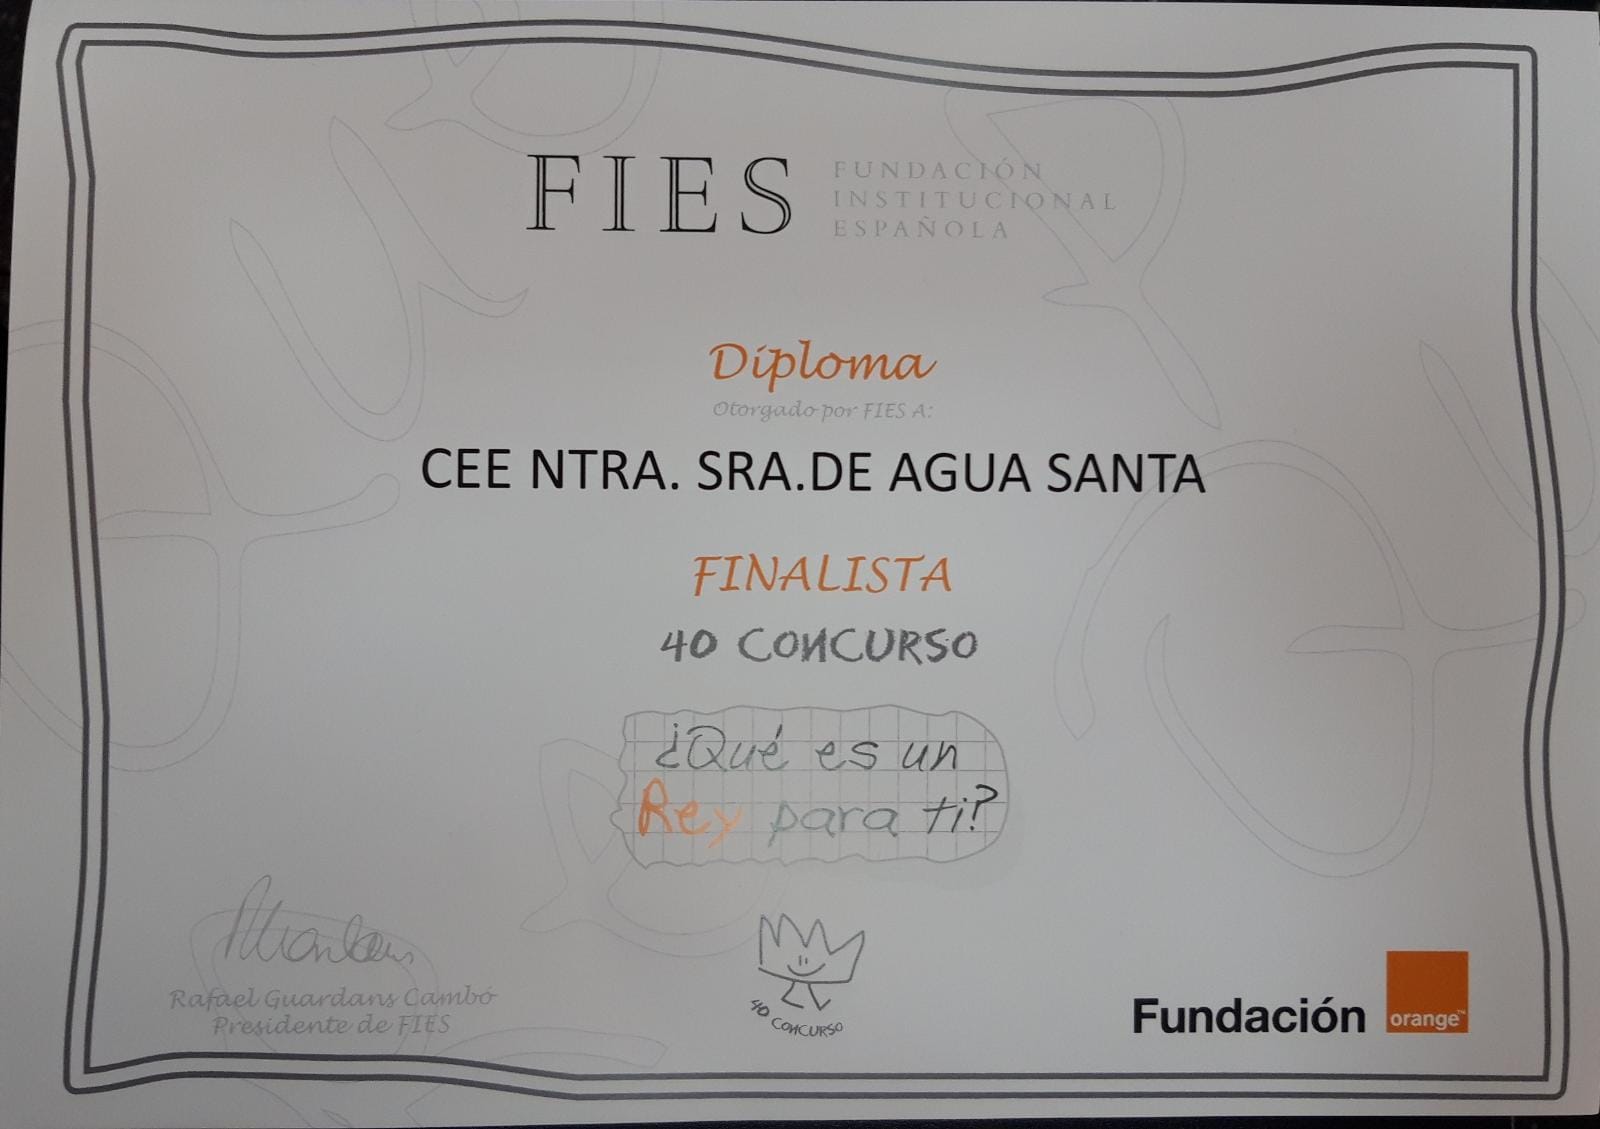 FIES
FUNDACIÓN
INSTITUCIONAL
ESPAÑOLA
Diploma
Otorgado por FIES A:
CEE NTRA. SRA.DE AGUA SANTA
FINALISTA
40 CONCURSO
¿Qué es un
Rey para ti?
Rafael Guardans Cambó
Presidente de FIES
40 CONCURSO
Fundación
orange™